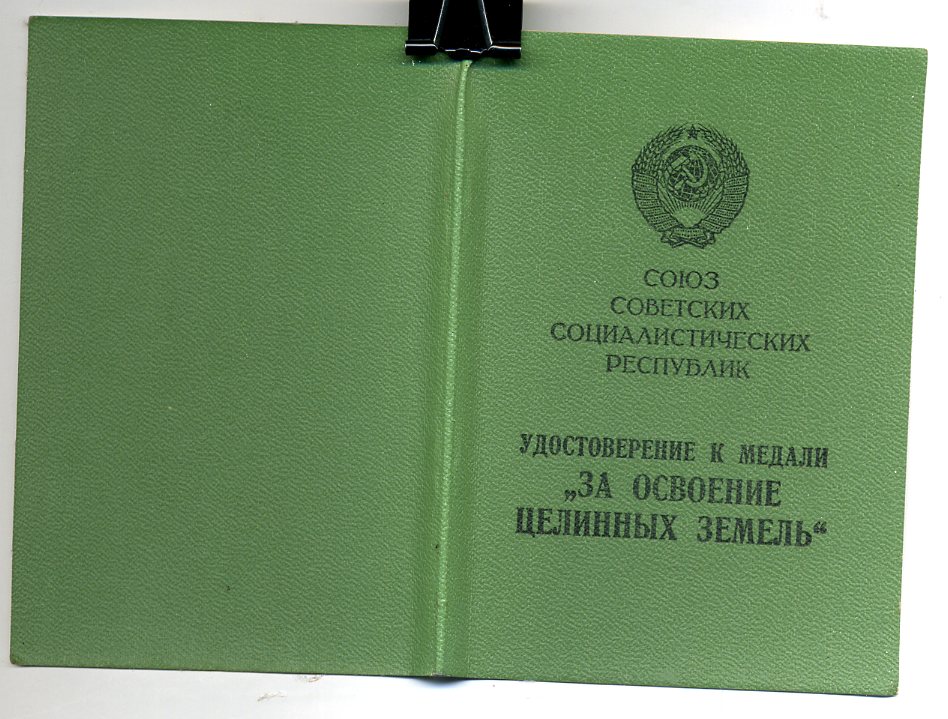 СОЮЗ
СОВЕТСКИХ
СОЦИАЛИСТИЧЕСКИХ
РЕСПУБЛИК
УДОСТОВЕРЕНИЕ К МЕДАЛИ
„ЗА ОСВОЕНИЕ
ЦЕЛИННЫХ ЗЕМЕЛЬ“